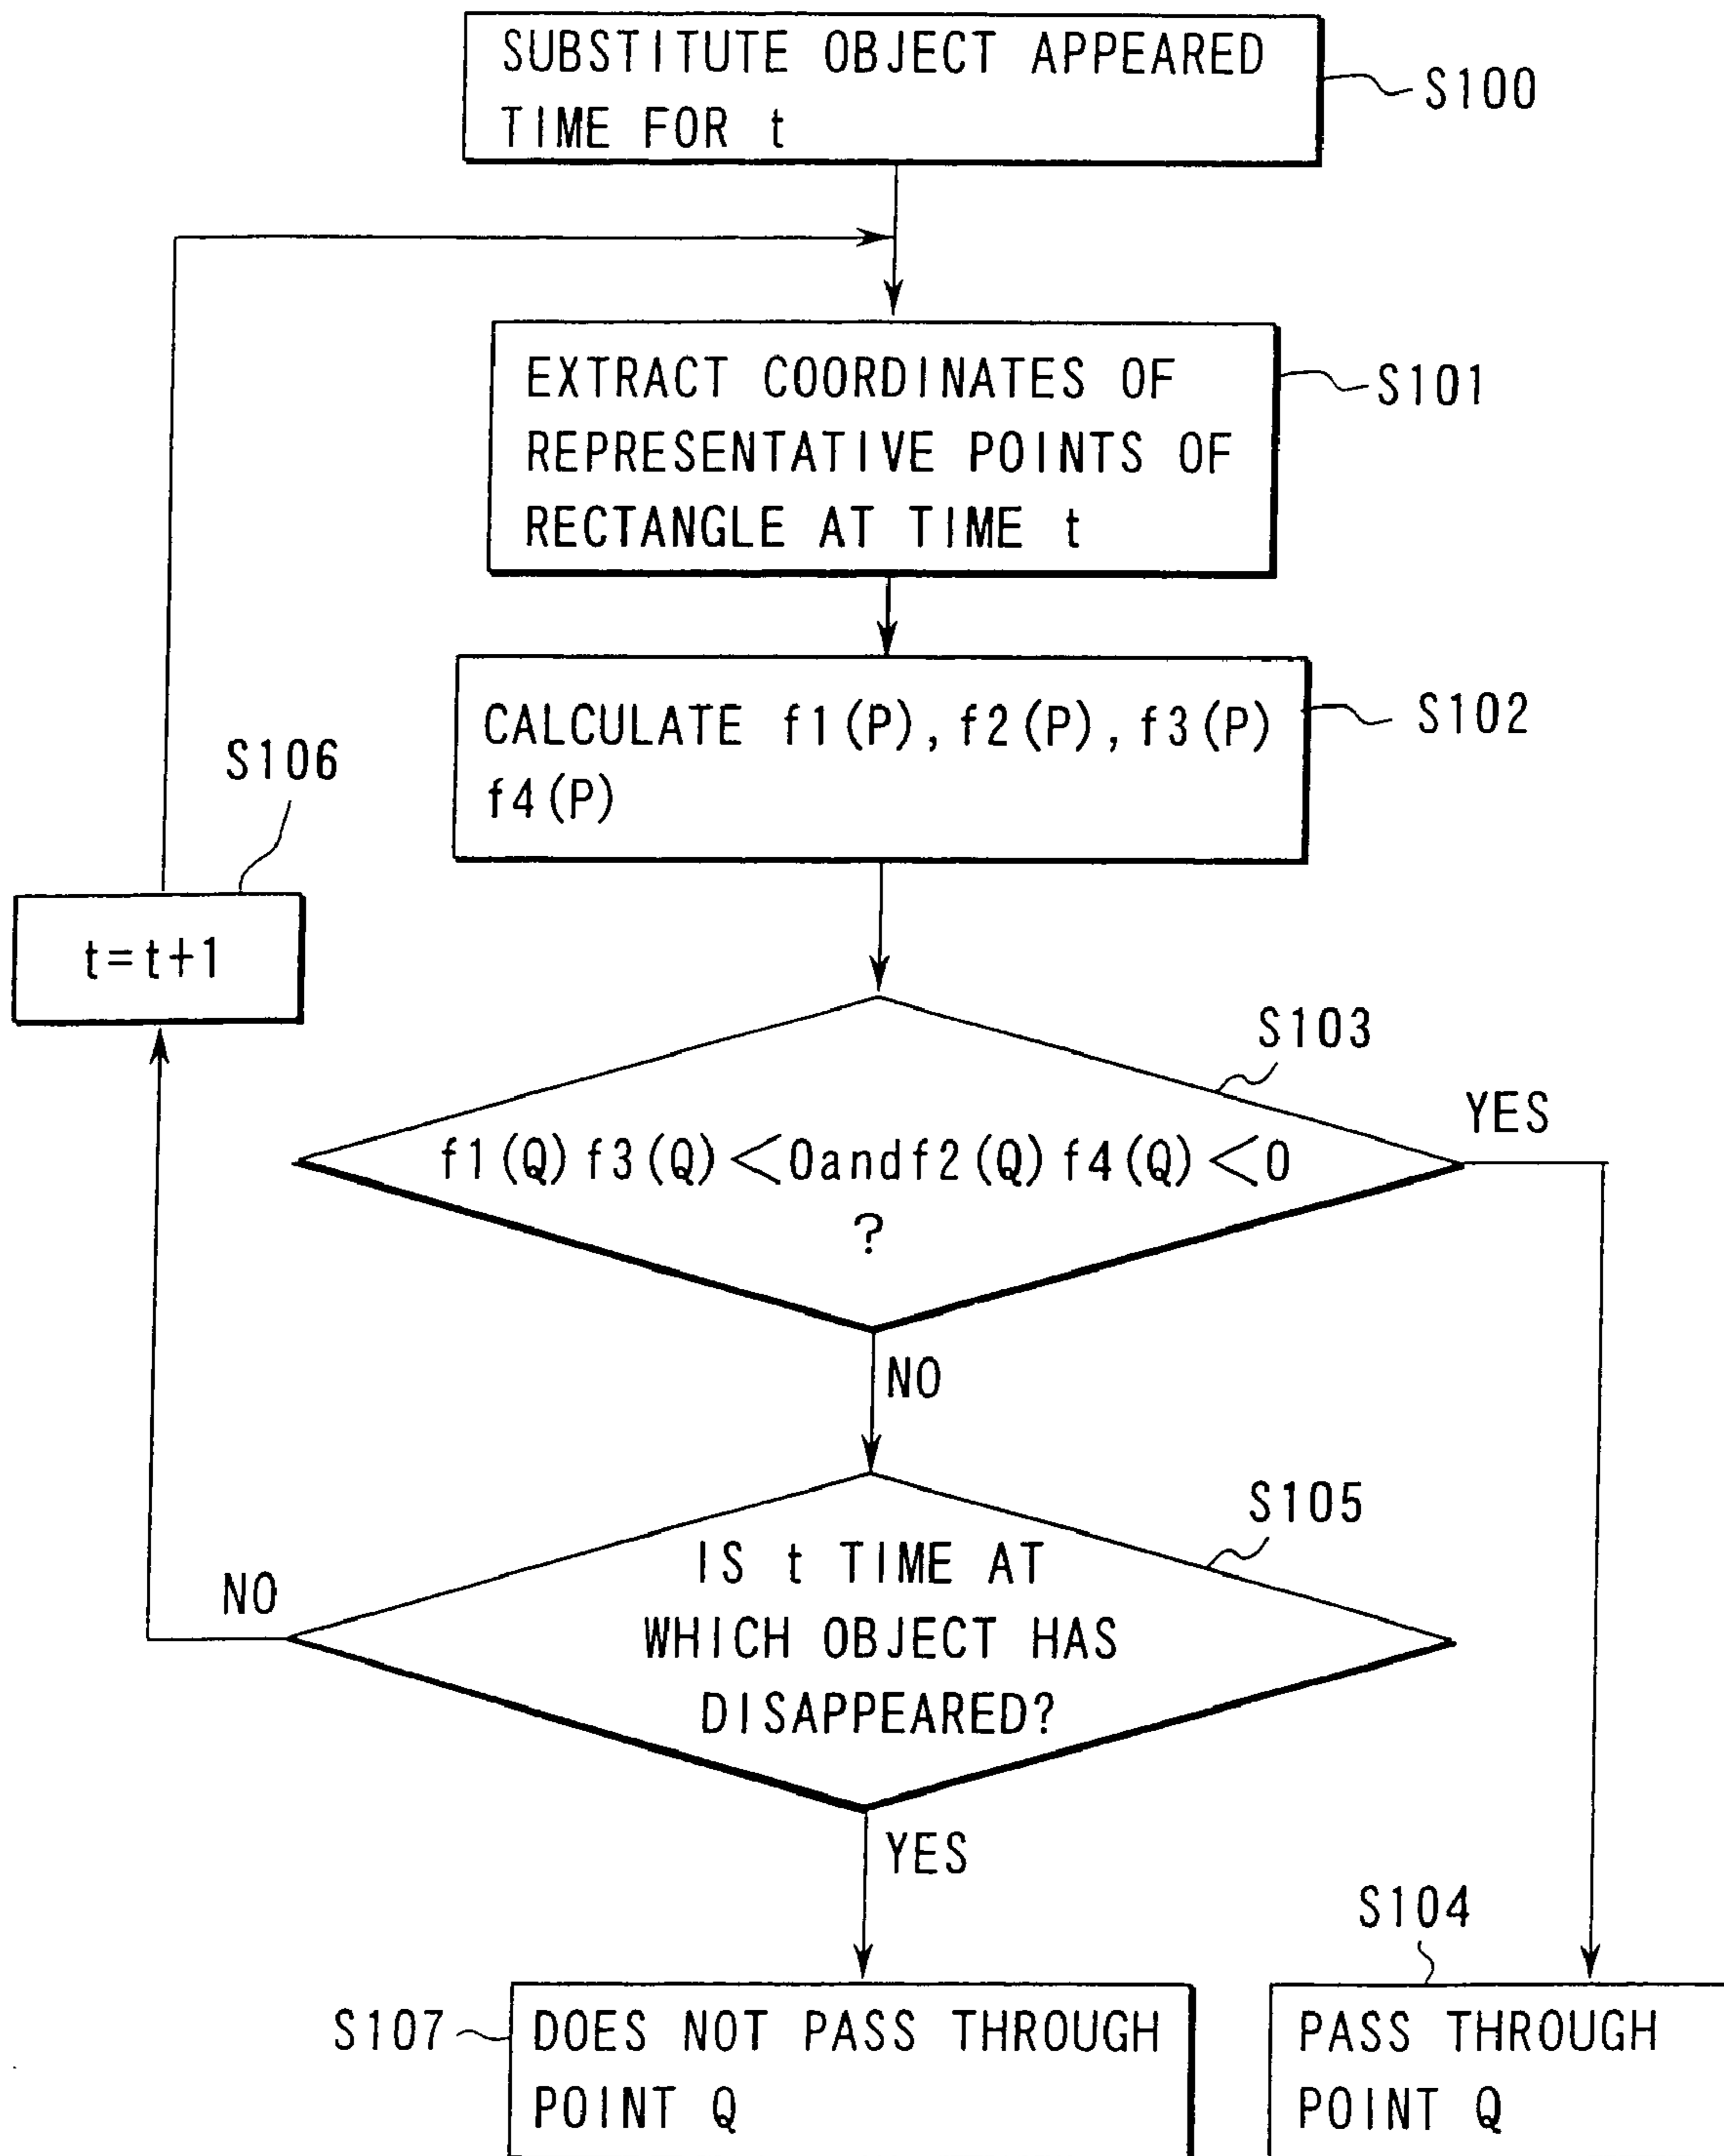 SUBSTITUTE OBJECT APPEARED
TIME FOR t
S100
EXTRACT COORDINATES OF
REPRESENTATIVE POINTS OF
RECTANGLE AT TIME t
S101
CALCULATE f1(P), f2(P), f3(P)
f4(P)
S102
S106
t=t+1
S103
YES
f1(Q)f3(Q)<0andf2(Q)f4(Q)<0
?
NO
S105
IS t TIME AT
WHICH OBJECT HAS
DISAPPEARED?
NO
YES
S104
S107
DOES NOT PASS THROUGH
POINT Q
PASS THROUGH
POINT Q